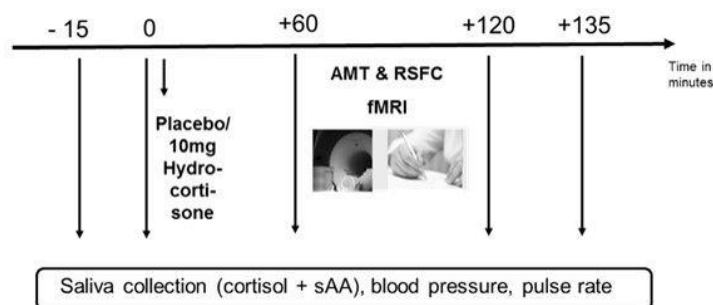 - 15 0 +60 +120 +135
Time in
minutes
AMT & RSFC
fMRI
Placebo/
10mg
Hydro-
corti-
sone
Saliva collection (cortisol + sAA), blood pressure, pulse rate